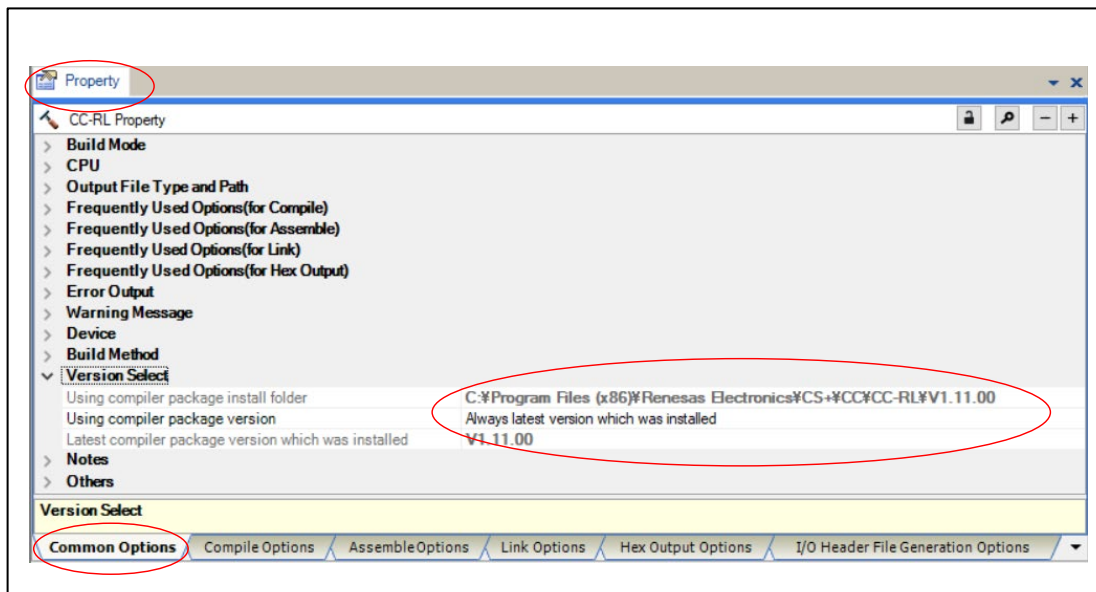 Property
CC-RL Property
Build Mode
CPU
Output File Type and Path
Frequently Used Options(for Compile)
Frequently Used Options(for Assemble)
Frequently Used Options(for Link)
Frequently Used Options(for Hex Output)
Error Output
Warning Message
Device
Build Method
Version Select
Using compiler package install folder C:¥Program Files (x86)¥Renesas Electronics¥CS+¥CC¥CC-RL¥V1.11.00
Using compiler package version Always latest version which was installed
Latest compiler package version which was installed V1.11.00
Notes
Others
Version Select
Common Options Compile Options Assemble Options Link Options Hex Output Options I/O Header File Generation Options